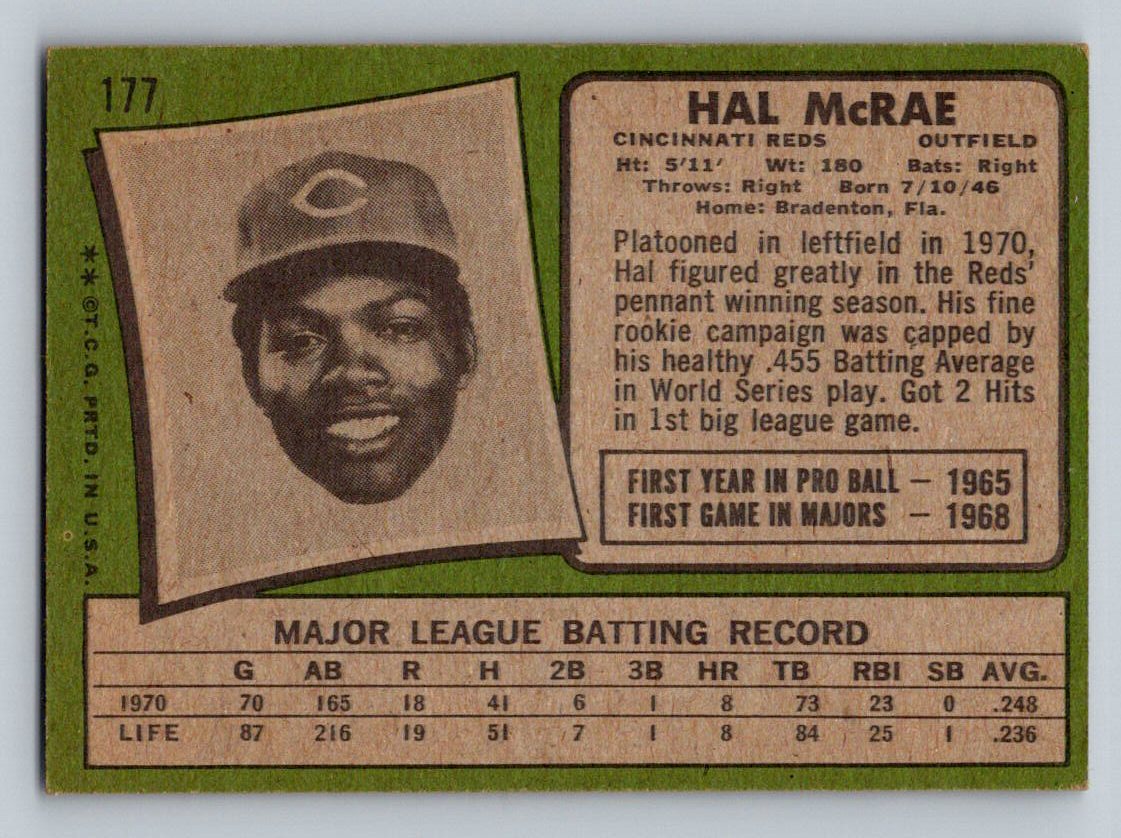 177
HAL McRAE
CINCINNATI REDS OUTFIELD
Ht: 5'11' Wt: 180 Bats: Right
Throws: Right Born 7/10/46
Home: Bradenton, Fla.
Platooned in leftfield in 1970,
Hal figured greatly in the Reds'
pennant winning season. His fine
rookie campaign was capped by
his healthy .455 Batting Average
in World Series play. Got 2 Hits
in 1st big league game.
FIRST YEAR IN PRO BALL — 1965
FIRST GAME IN MAJORS — 1968
**©T.C.G. PRTD. IN U.S.A.
C
MAJOR LEAGUE BATTING RECORD
G AB R H 2B 3B HR TB RBI SB AVG.
1970 70 165 18 41 6 1 8 73 23 0 .248
LIFE 87 216 19 51 7 1 8 84 25 1 .236